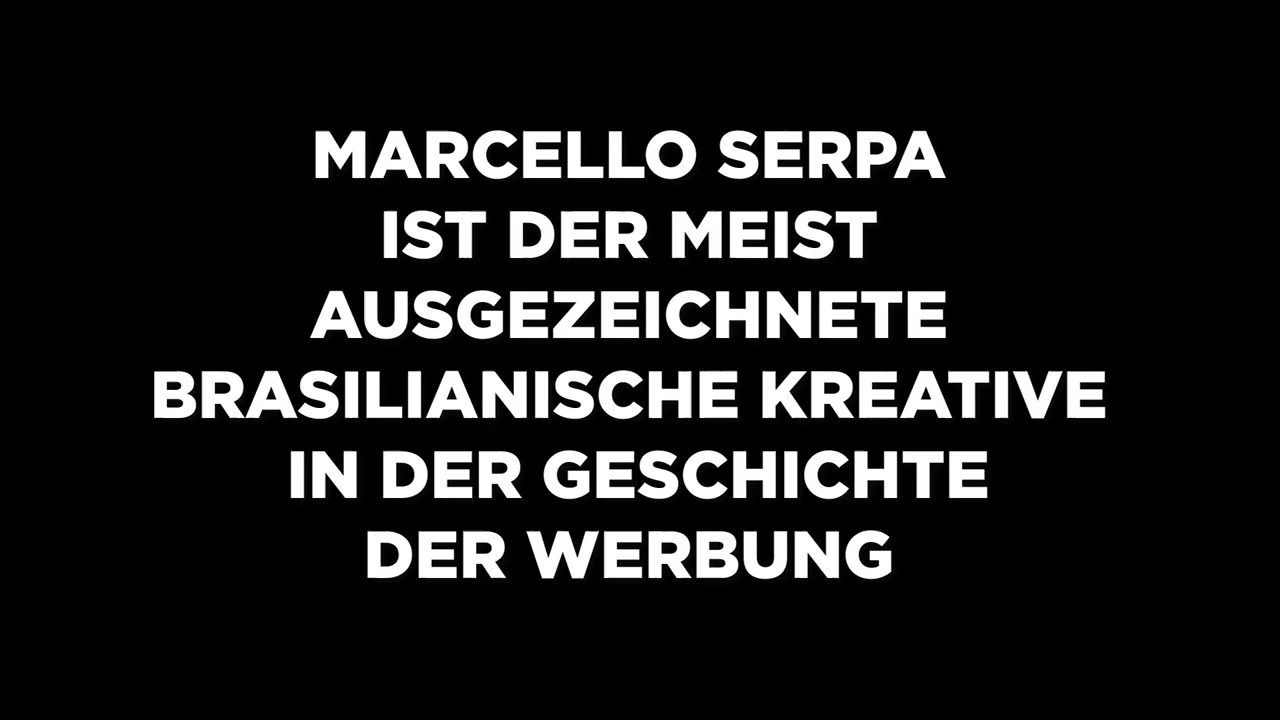 MARCELLO SERPA
IST DER MEIST
AUSGEZEICHNETE
BRASILIANISCHE KREATIVE
IN DER GESCHICHTE
DER WERBUNG